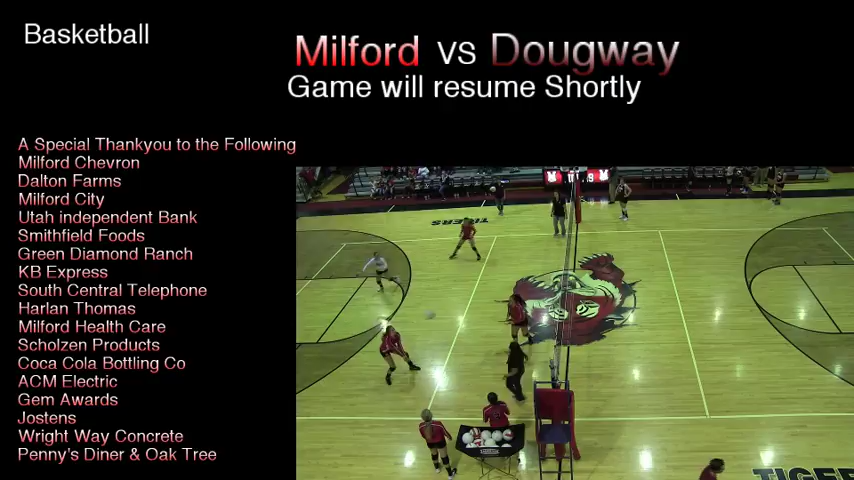 Basketball
Milford vs Dougway
Game will resume Shortly
A Special Thankyou to the Following
Milford Chevron
Dalton Farms
Milford City
Utah independent Bank
Smithfield Foods
Green Diamond Ranch
KB Express
South Central Telephone
Harlan Thomas
Milford Health Care
Scholzen Products
Coca Cola Bottling Co
ACM Electric
Gem Awards
Jostens
Wright Way Concrete
Penny's Diner & Oak Tree
TIGERS
TIGERS